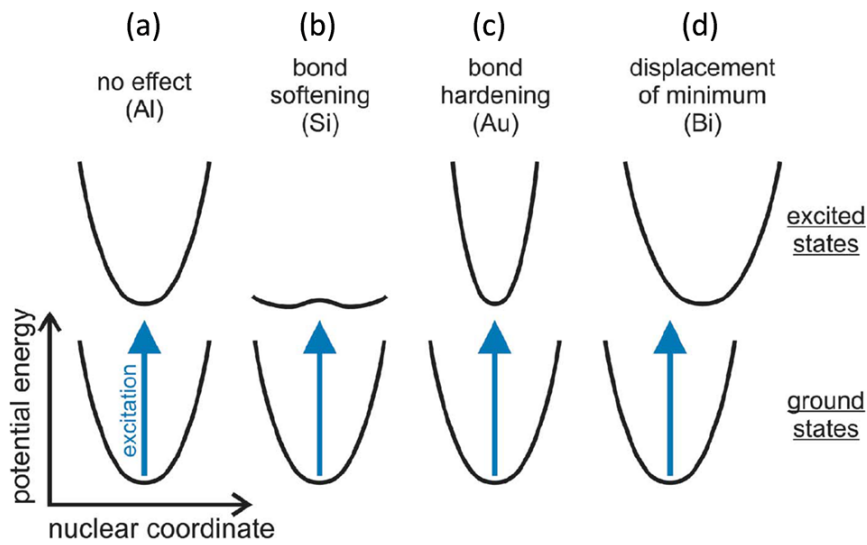 (a)
no effect
(Al)
(b)
bond
softening
(Si)
(c)
bond
hardening
(Au)
(d)
displacement
of minimum
(Bi)
excited
states
potential energy
excitation
ground
states
nuclear coordinate